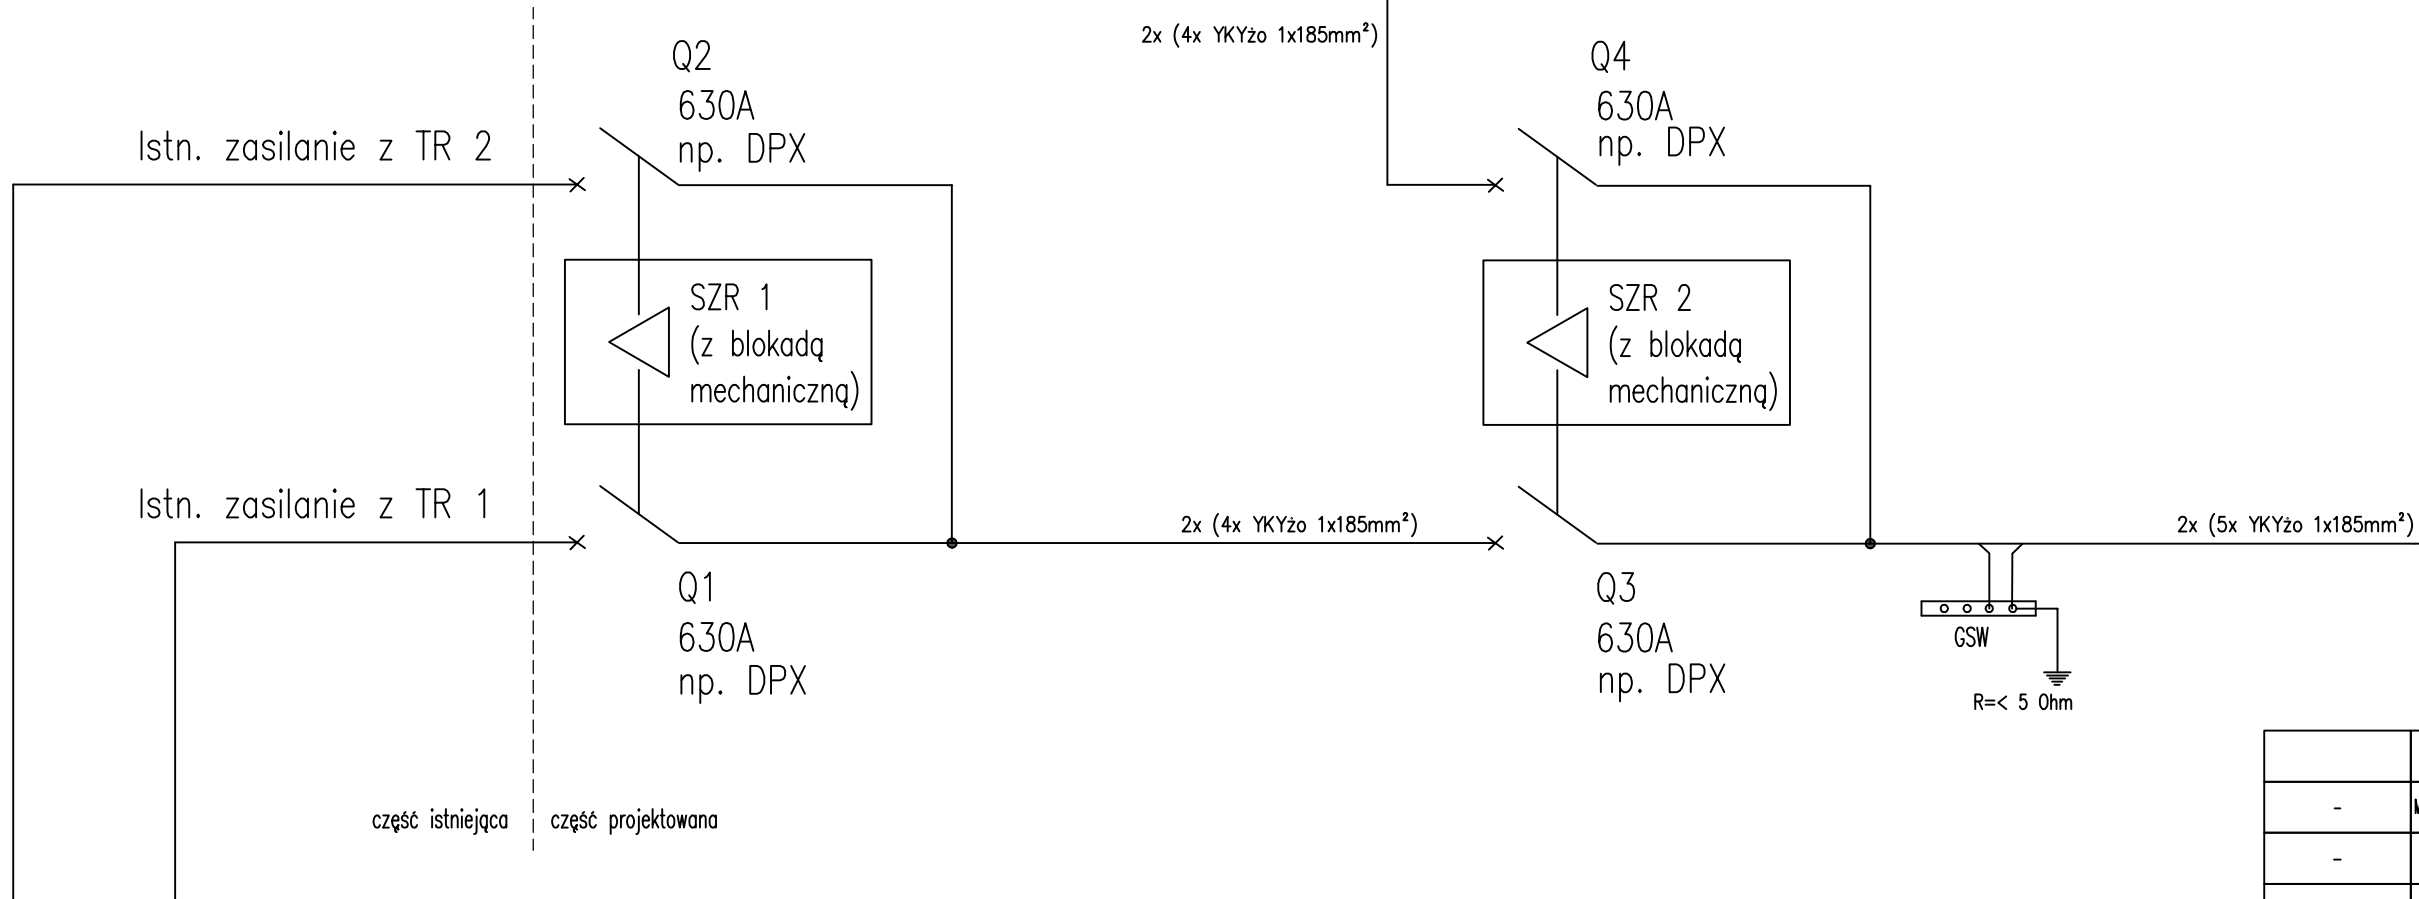 2x (4x YKYżo 1x185mm²)
Q2
630A
np. DPX
Q4
630A
np. DPX
Istn. zasilanie z TR 2
SZR 1
(z blokadą
mechaniczną)
SZR 2
(z blokadą
mechaniczną)
Istn. zasilanie z TR 1
2x (4x YKYżo 1x185mm²)
2x (5x YKYżo 1x185mm²)
Q1
630A
np. DPX
Q3
630A
np. DPX
GSW
R=< 5 Ohm
część istniejąca
część projektowana
-
-